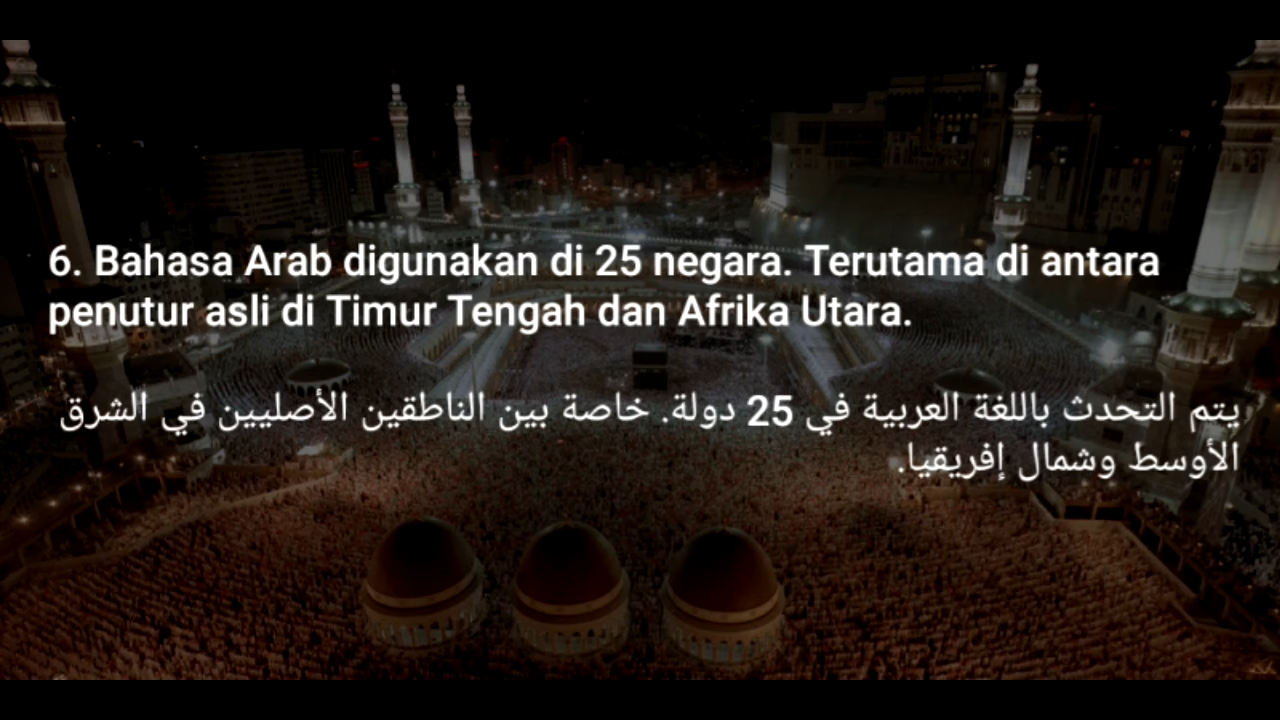 6. Bahasa Arab digunakan di 25 negara. Terutama di antara
penutur asli di Timur Tengah dan Afrika Utara.
يتم التحدث باللغة العربية في 25 دولة. خاصة بين الناطقين الأصليين في الشرق
الأوسط وشمال إفريقيا.